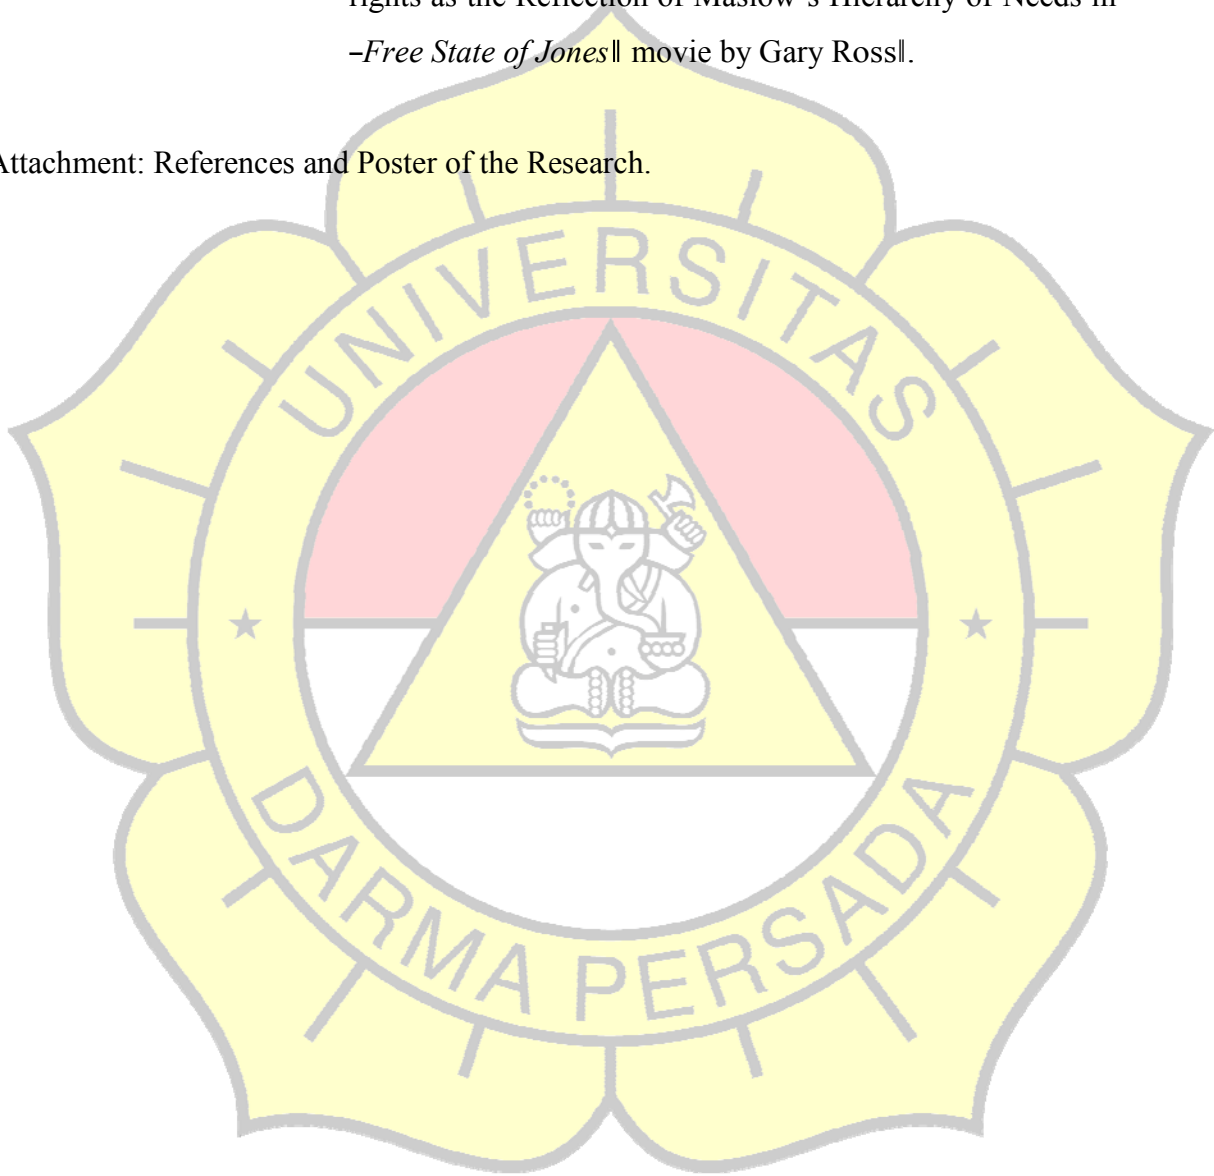 rights as the Reflection of Maslow's Hierarchy of Needs in
–Free State of Jones‖ movie by Gary Ross‖.
Attachment: References and Poster of the Research.
UNIVERSITAS
DARMA PERSADA